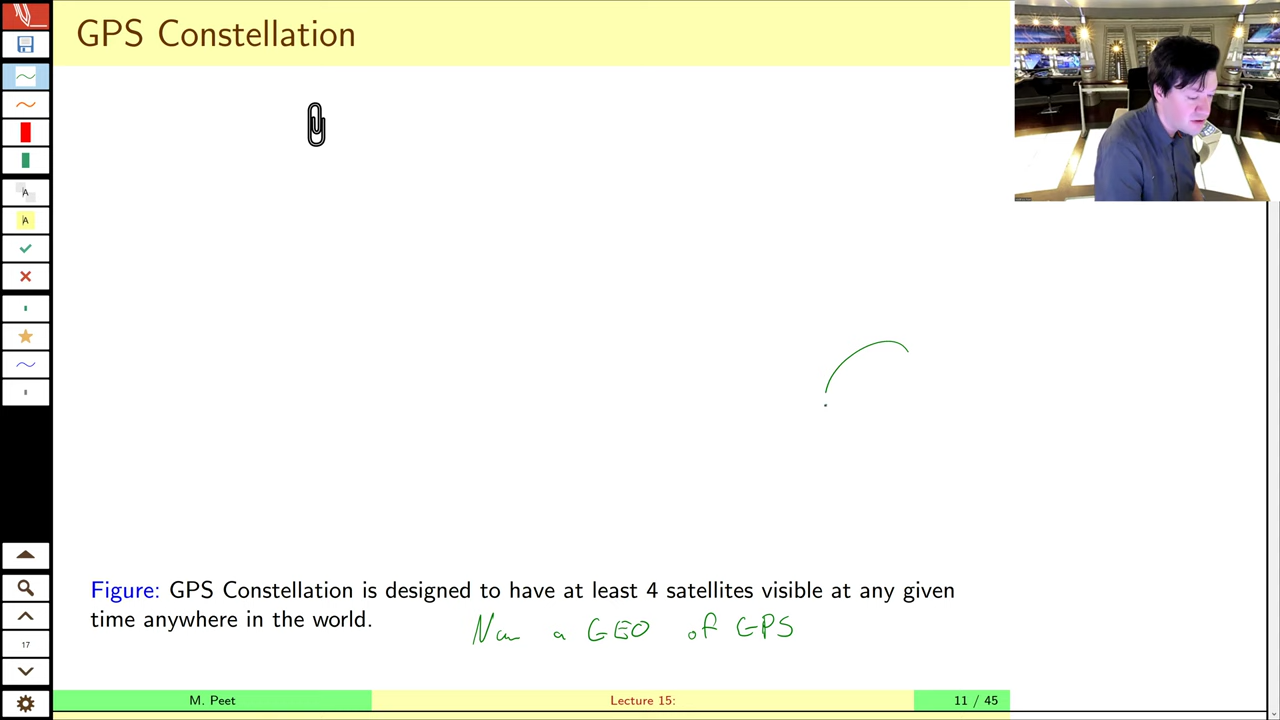 GPS Constellation
Figure: GPS Constellation is designed to have at least 4 satellites visible at any given
time anywhere in the world.
a GEO of GPS
M. Peet
Lecture 15:
11 / 45
A
A
17